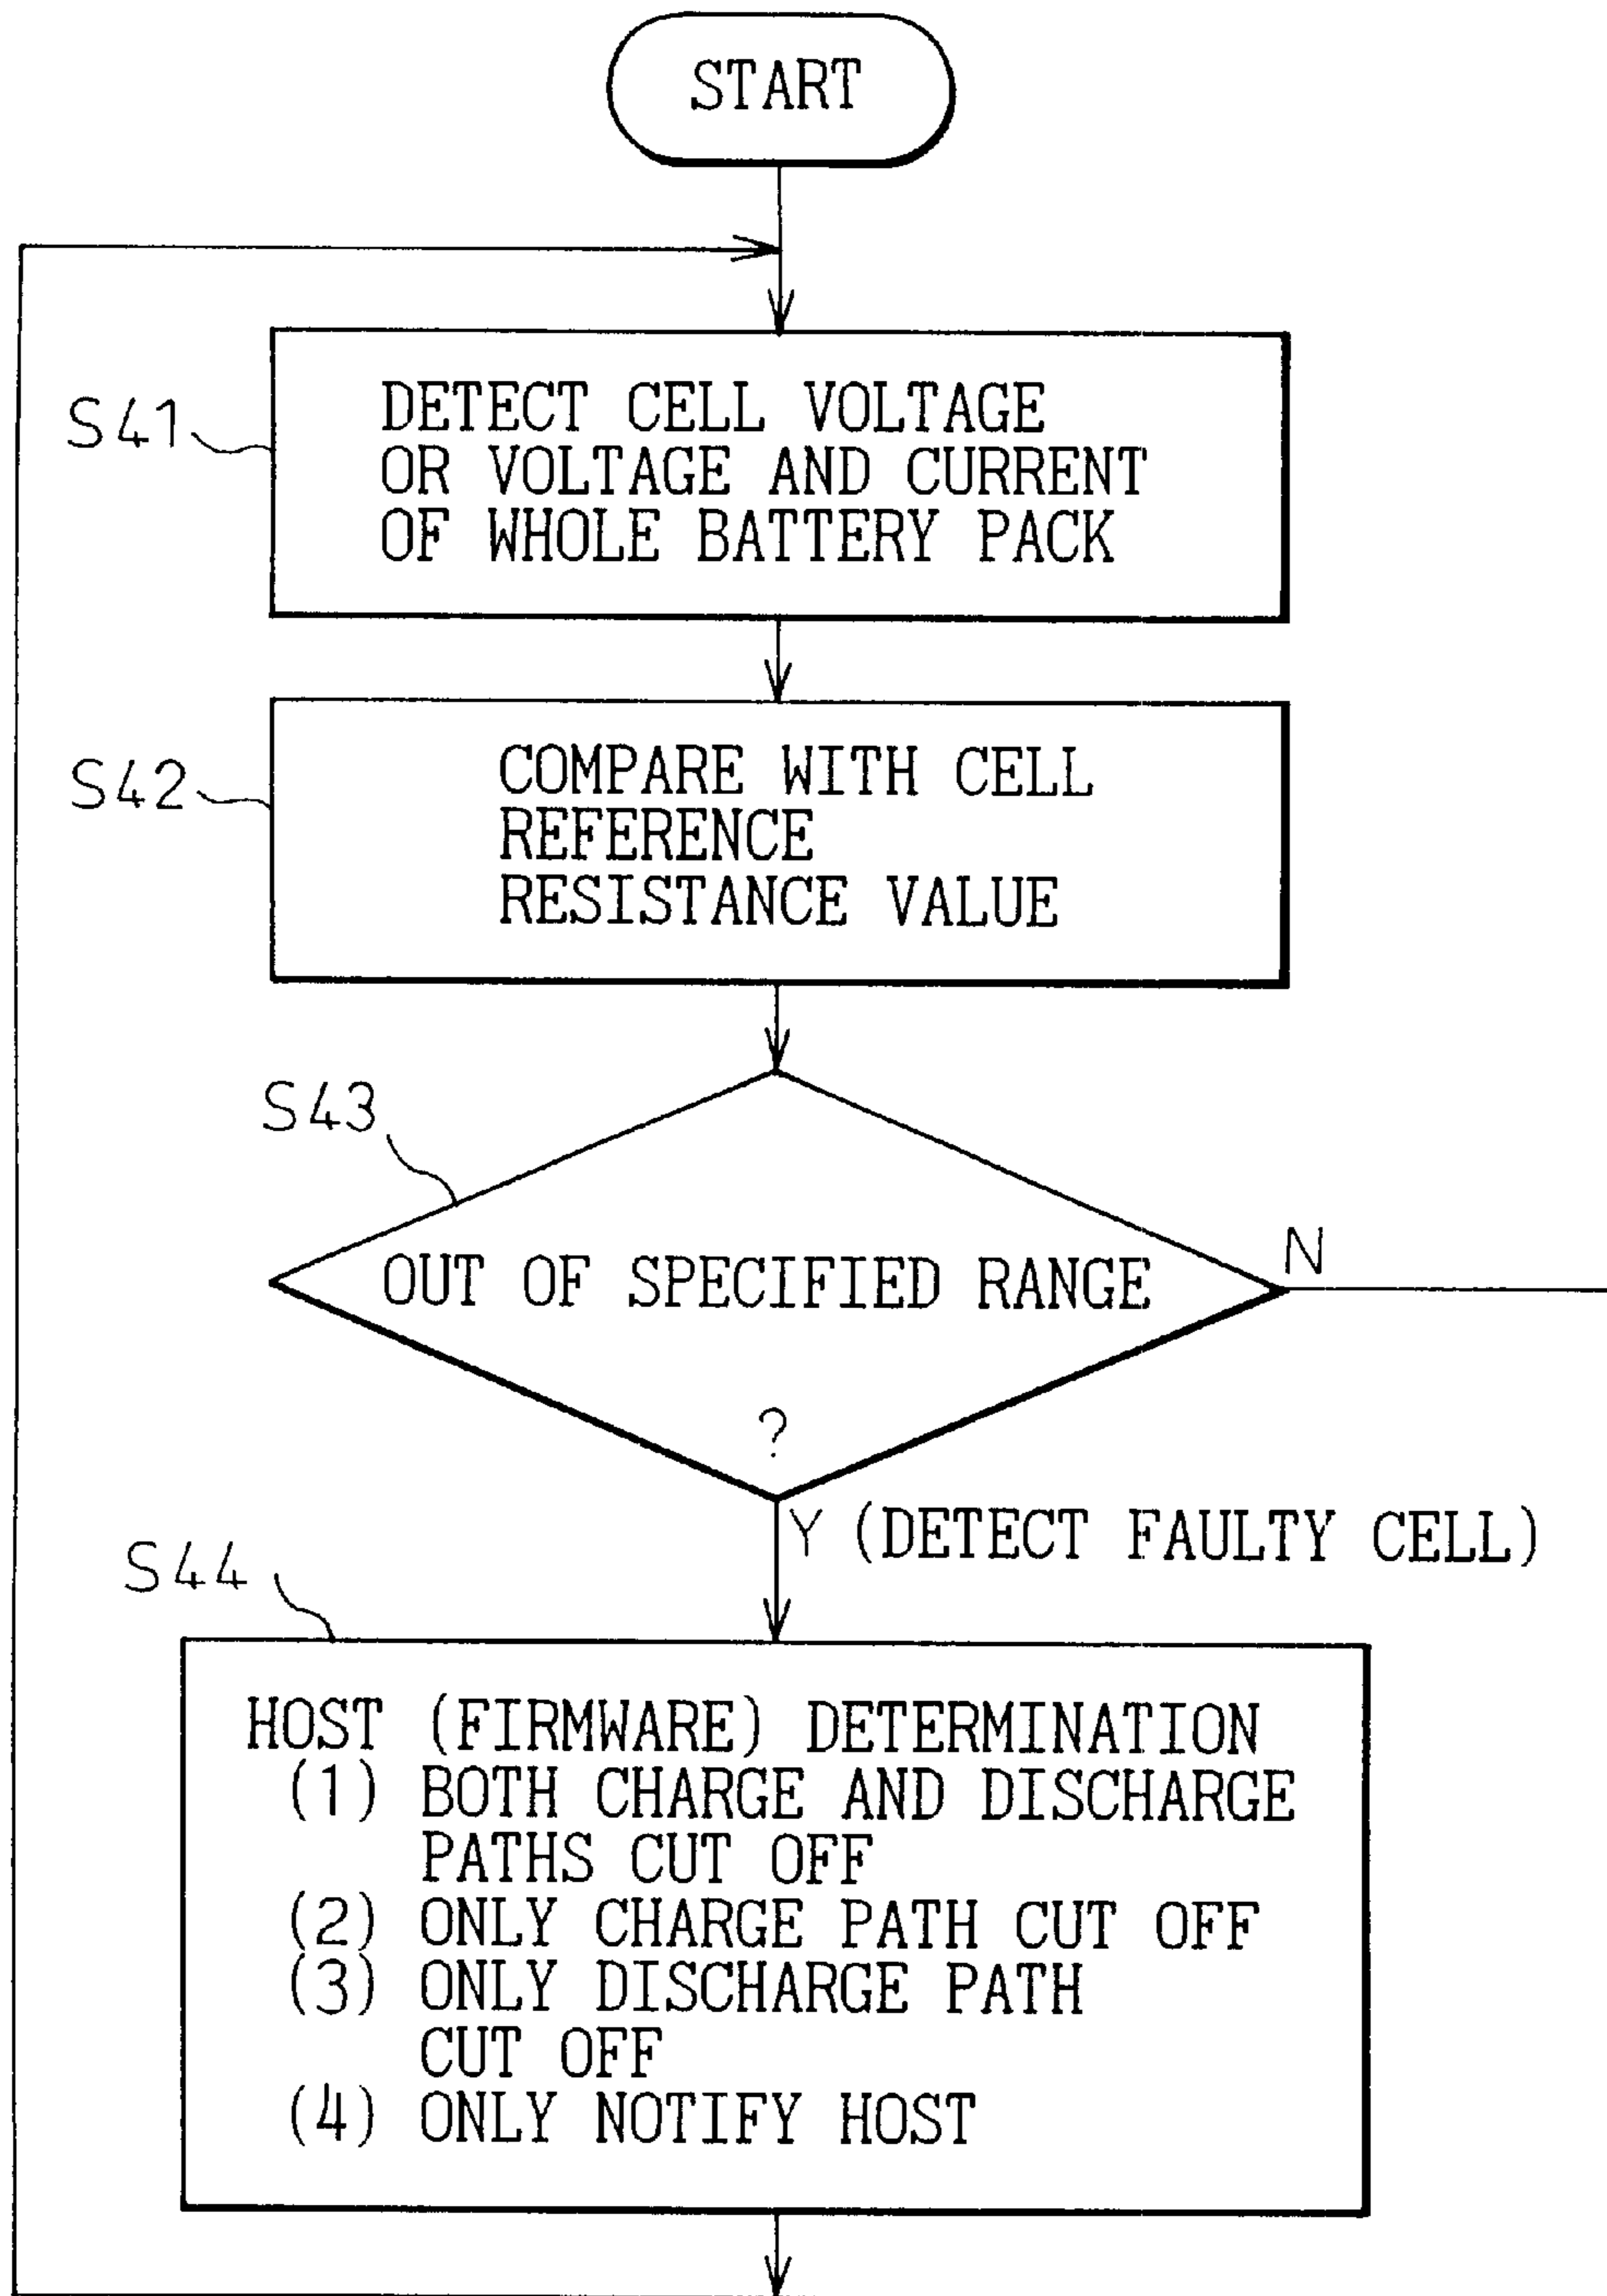 START
S41
DETECT CELL VOLTAGE
OR VOLTAGE AND CURRENT
OF WHOLE BATTERY PACK
S42
COMPARE WITH CELL
REFERENCE
RESISTANCE VALUE
S43
OUT OF SPECIFIED RANGE
?
N
Y (DETECT FAULTY CELL)
S44
HOST (FIRMWARE) DETERMINATION
(1) BOTH CHARGE AND DISCHARGE
PATHS CUT OFF
(2) ONLY CHARGE PATH CUT OFF
(3) ONLY DISCHARGE PATH
CUT OFF
(4) ONLY NOTIFY HOST